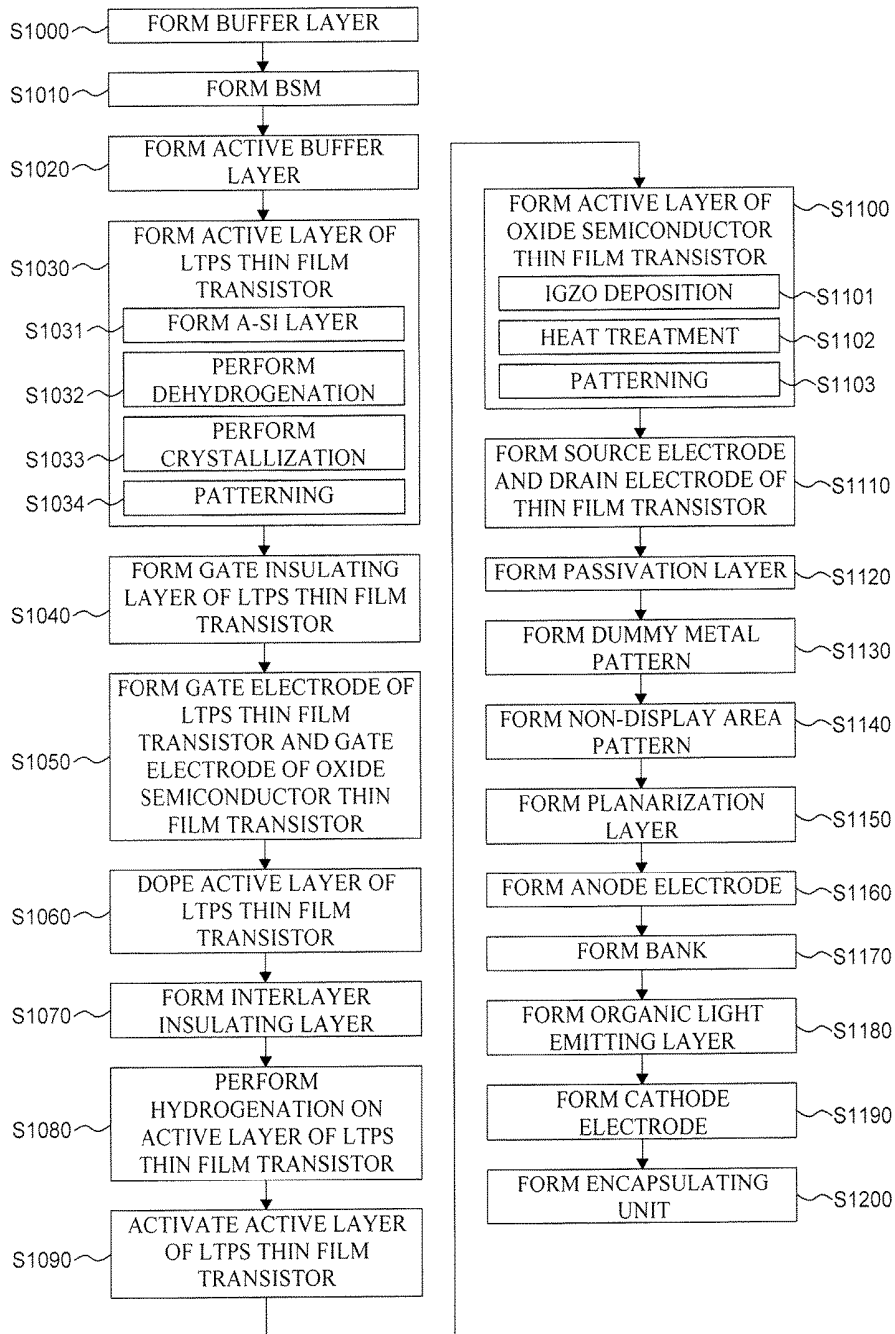 S1000 FORM BUFFER LAYER
S1010 FORM BSM
S1020 FORM ACTIVE BUFFER
LAYER
S1030 FORM ACTIVE LAYER OF
LTPS THIN FILM
TRANSISTOR
S1031 FORM A-SI LAYER
S1032 PERFORM
DEHYDROGENATION
S1033 PERFORM
CRYSTALLIZATION
S1034 PATTERNING
S1040 FORM GATE INSULATING
LAYER OF LTPS THIN FILM
TRANSISTOR
S1050 FORM GATE ELECTRODE OF
LTPS THIN FILM
TRANSISTOR AND GATE
ELECTRODE OF OXIDE
SEMICONDUCTOR THIN
FILM TRANSISTOR
S1060 DOPE ACTIVE LAYER OF
LTPS THIN FILM
TRANSISTOR
S1070 FORM INTERLAYER
INSULATING LAYER
S1080 PERFORM
HYDROGENATION ON
ACTIVE LAYER OF LTPS
THIN FILM TRANSISTOR
S1090 ACTIVATE ACTIVE LAYER
OF LTPS THIN FILM
TRANSISTOR
FORM ACTIVE LAYER OF S1100
OXIDE SEMICONDUCTOR
THIN FILM TRANSISTOR
IGZO DEPOSITION S1101
HEAT TREATMENT S1102
PATTERNING S1103
FORM SOURCE ELECTRODE
AND DRAIN ELECTRODE OF S1110
THIN FILM TRANSISTOR
FORM PASSIVATION LAYER S1120
FORM DUMMY METAL
PATTERN S1130
FORM NON-DISPLAY AREA
PATTERN S1140
FORM PLANARIZATION
LAYER S1150
FORM ANODE ELECTRODE S1160
FORM BANK S1170
FORM ORGANIC LIGHT
EMITTING LAYER S1180
FORM CATHODE
ELECTRODE S1190
FORM ENCAPSULATING
UNIT S1200